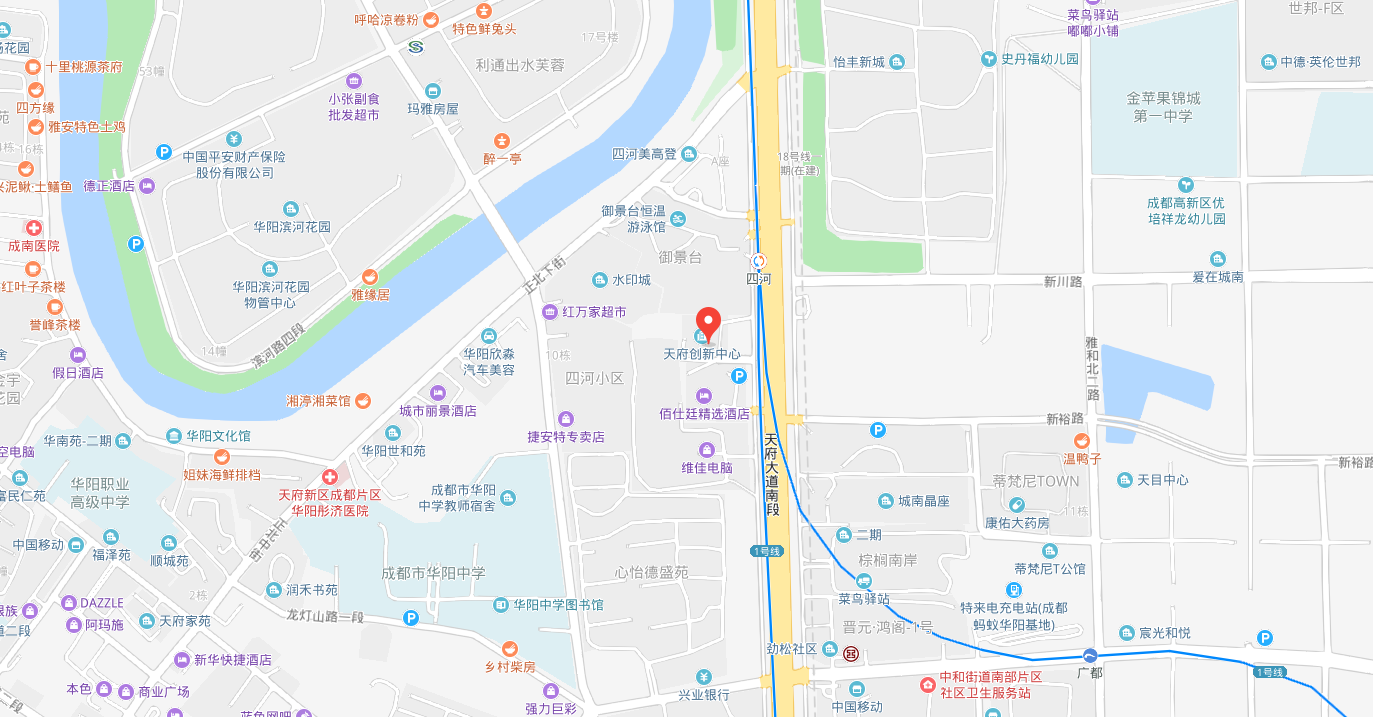 呼哈凉卷粉
特色鲜兔头
17号楼
十里桃源茶府
53幢
利通出水芙蓉
四方缘
小张副食
批发超市
玛雅房屋
雅安特色土鸡
16栋
中国平安财产保险
股份有限公司
醉一亭
德正酒店
华阳滨河花园
成南医院
红叶子茶楼
华阳滨河花园
物管中心
雅缘居
誉峰茶楼
14幢
滨河路四段
假日酒店
湘漳湘菜馆
城市丽景酒店
华阳欣淼
汽车美容
正北下街
四河美高登
A座
御景台恒温
游泳馆
御景台
水印城
四河
红万家超市
10栋
天府创新中心
四河小区
佰仕廷精选酒店
捷安特专卖店
维佳电脑
天府大道南段
1号线
18号线一
期(在建)
菜鸟驿站
嘟嘟小铺
世邦-F区
怡丰新城
史丹福幼儿园
中德·英伦世邦
金苹果锦城
第一中学
成都高新区优
培祥龙幼儿园
爱在城南
新川路
雅和北二路
新裕路
新裕路
温鸭子
天目中心
蒂梵尼TOWN
11栋
康佑大药房
城南晶座
二期
棕榈南岸
蒂梵尼T公馆
菜鸟驿站
特来电充电站(成都
蚂蚁华阳基地)
晋元·鸿阁-1号
宸光和悦
劲松社区
广都
1号线
中和街道南部片区
社区卫生服务站
中国移动
华南苑-二期
华阳文化馆
姐妹海鲜排档
华阳世和苑
华阳职业
高级中学
天府新区成都片区
华阳彤济医院
成都市华阳
中学教师宿舍
正北中街
中国移动
福泽苑
顺城苑
成都市华阳中学
心怡德盛苑
2栋
润禾书苑
华阳中学图书馆
龙灯山路一段
DAZZLE
阿玛施
天府家苑
新华快捷酒店
乡村柴房
本色
商业广场
强力巨彩
兴业银行